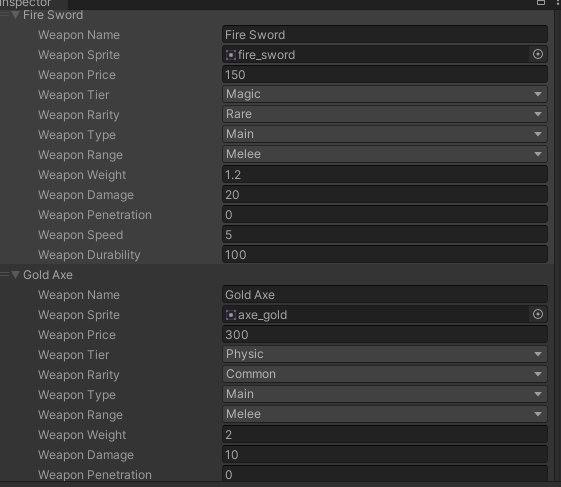 Inspector
Fire Sword
Weapon Name Fire Sword
Weapon Sprite fire_sword
Weapon Price 150
Weapon Tier Magic
Weapon Rarity Rare
Weapon Type Main
Weapon Range Melee
Weapon Weight 1.2
Weapon Damage 20
Weapon Penetration 0
Weapon Speed 5
Weapon Durability 100
Gold Axe
Weapon Name Gold Axe
Weapon Sprite axe_gold
Weapon Price 300
Weapon Tier Physic
Weapon Rarity Common
Weapon Type Main
Weapon Range Melee
Weapon Weight 2
Weapon Damage 10
Weapon Penetration 0